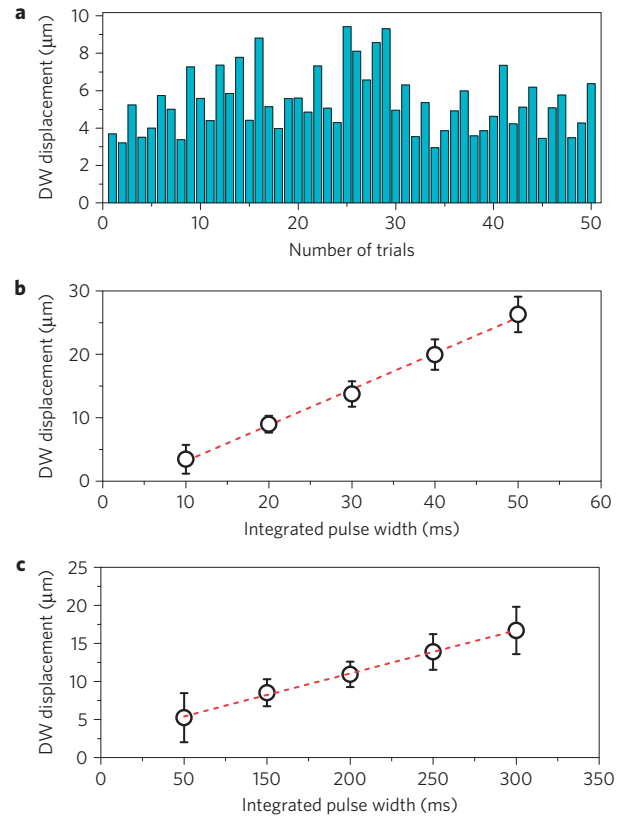 a
DW displacement (μm)
10
8
6
4
2
0
0 10 20 30 40 50
Number of trials
b
DW displacement (μm)
30
20
10
0
0 10 20 30 40 50 60
Integrated pulse width (ms)
c
DW displacement (μm)
25
20
15
10
5
0
0 50 150 200 250 300 350
Integrated pulse width (ms)